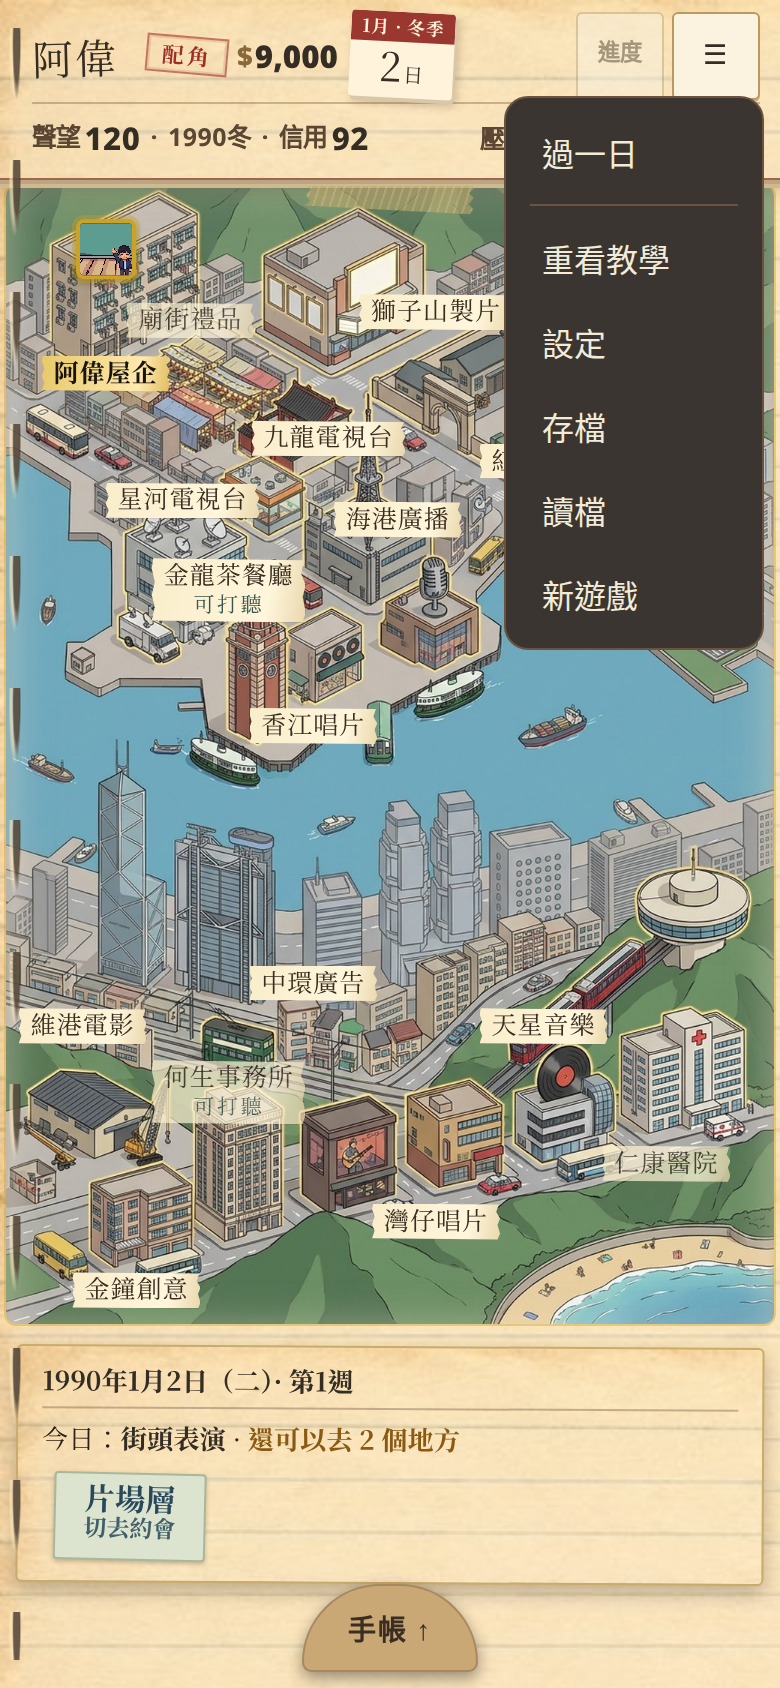 阿偉 配角 $9,000 1月·冬季 2日 進度 ☰
聲望120 · 1990冬 · 信用92
過一日
重看教學
設定
存檔
讀檔
新遊戲
廟街禮品
獅子山製片
阿偉屋企
九龍電視台
星河電視台
海港廣播
金龍茶餐廳
可打聽
香江唱片
中環廣告
維港電影
天星音樂
何生事務所
可打聽
仁康醫院
灣仔唱片
金鐘創意
1990年1月2日（二）· 第1週
今日：街頭表演 · 還可以去 2 個地方
片場層
切去約會
手帳 ↑